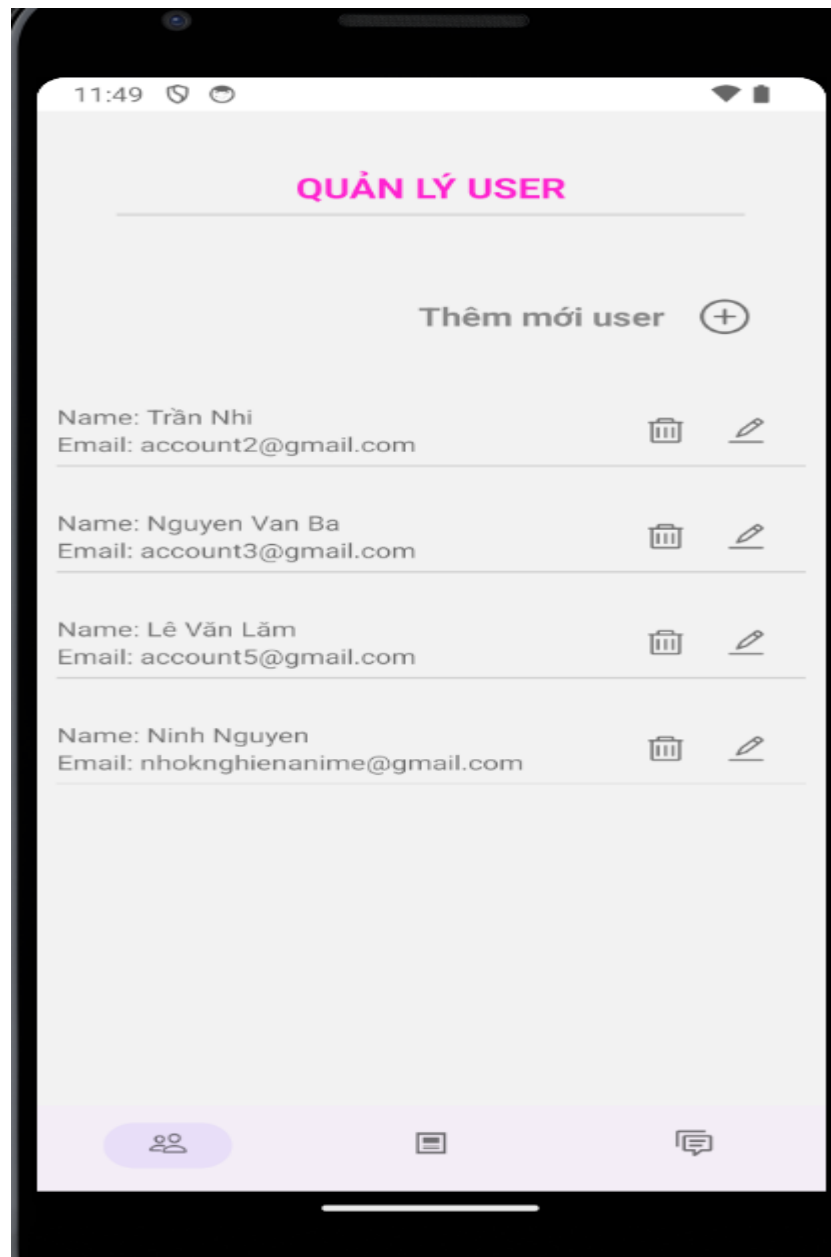 11:49
QUẢN LÝ USER
Thêm mới user
Name: Trần Nhi
Email: account2@gmail.com
Name: Nguyen Van Ba
Email: account3@gmail.com
Name: Lê Văn Lăm
Email: account5@gmail.com
Name: Ninh Nguyen
Email: nhoknghienanime@gmail.com